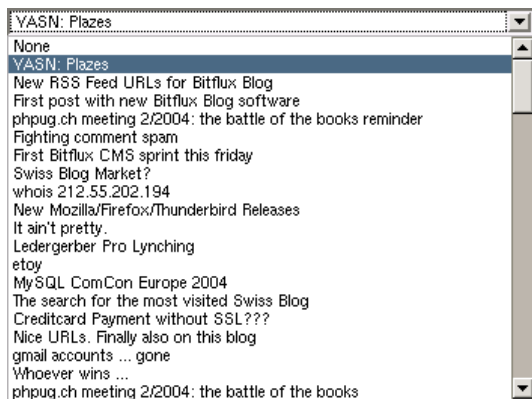 YASN: Plazes
None
YASN: Plazes
New RSS Feed URLs for Bitflux Blog
First post with new Bitflux Blog software
phpug.ch meeting 2/2004: the battle of the books reminder
Fighting comment spam
First Bitflux CMS sprint this friday
Swiss Blog Market?
whois 212.55.202.194
New Mozilla/Firefox/Thunderbird Releases
It ain't pretty.
Ledergerber Pro Lynching
etoy
MySQL ComCon Europe 2004
The search for the most visited Swiss Blog
Creditcard Payment without SSL???
Nice URLs. Finally also on this blog
gmail accounts ... gone
Whoever wins ...
phpug.ch meeting 2/2004: the battle of the books